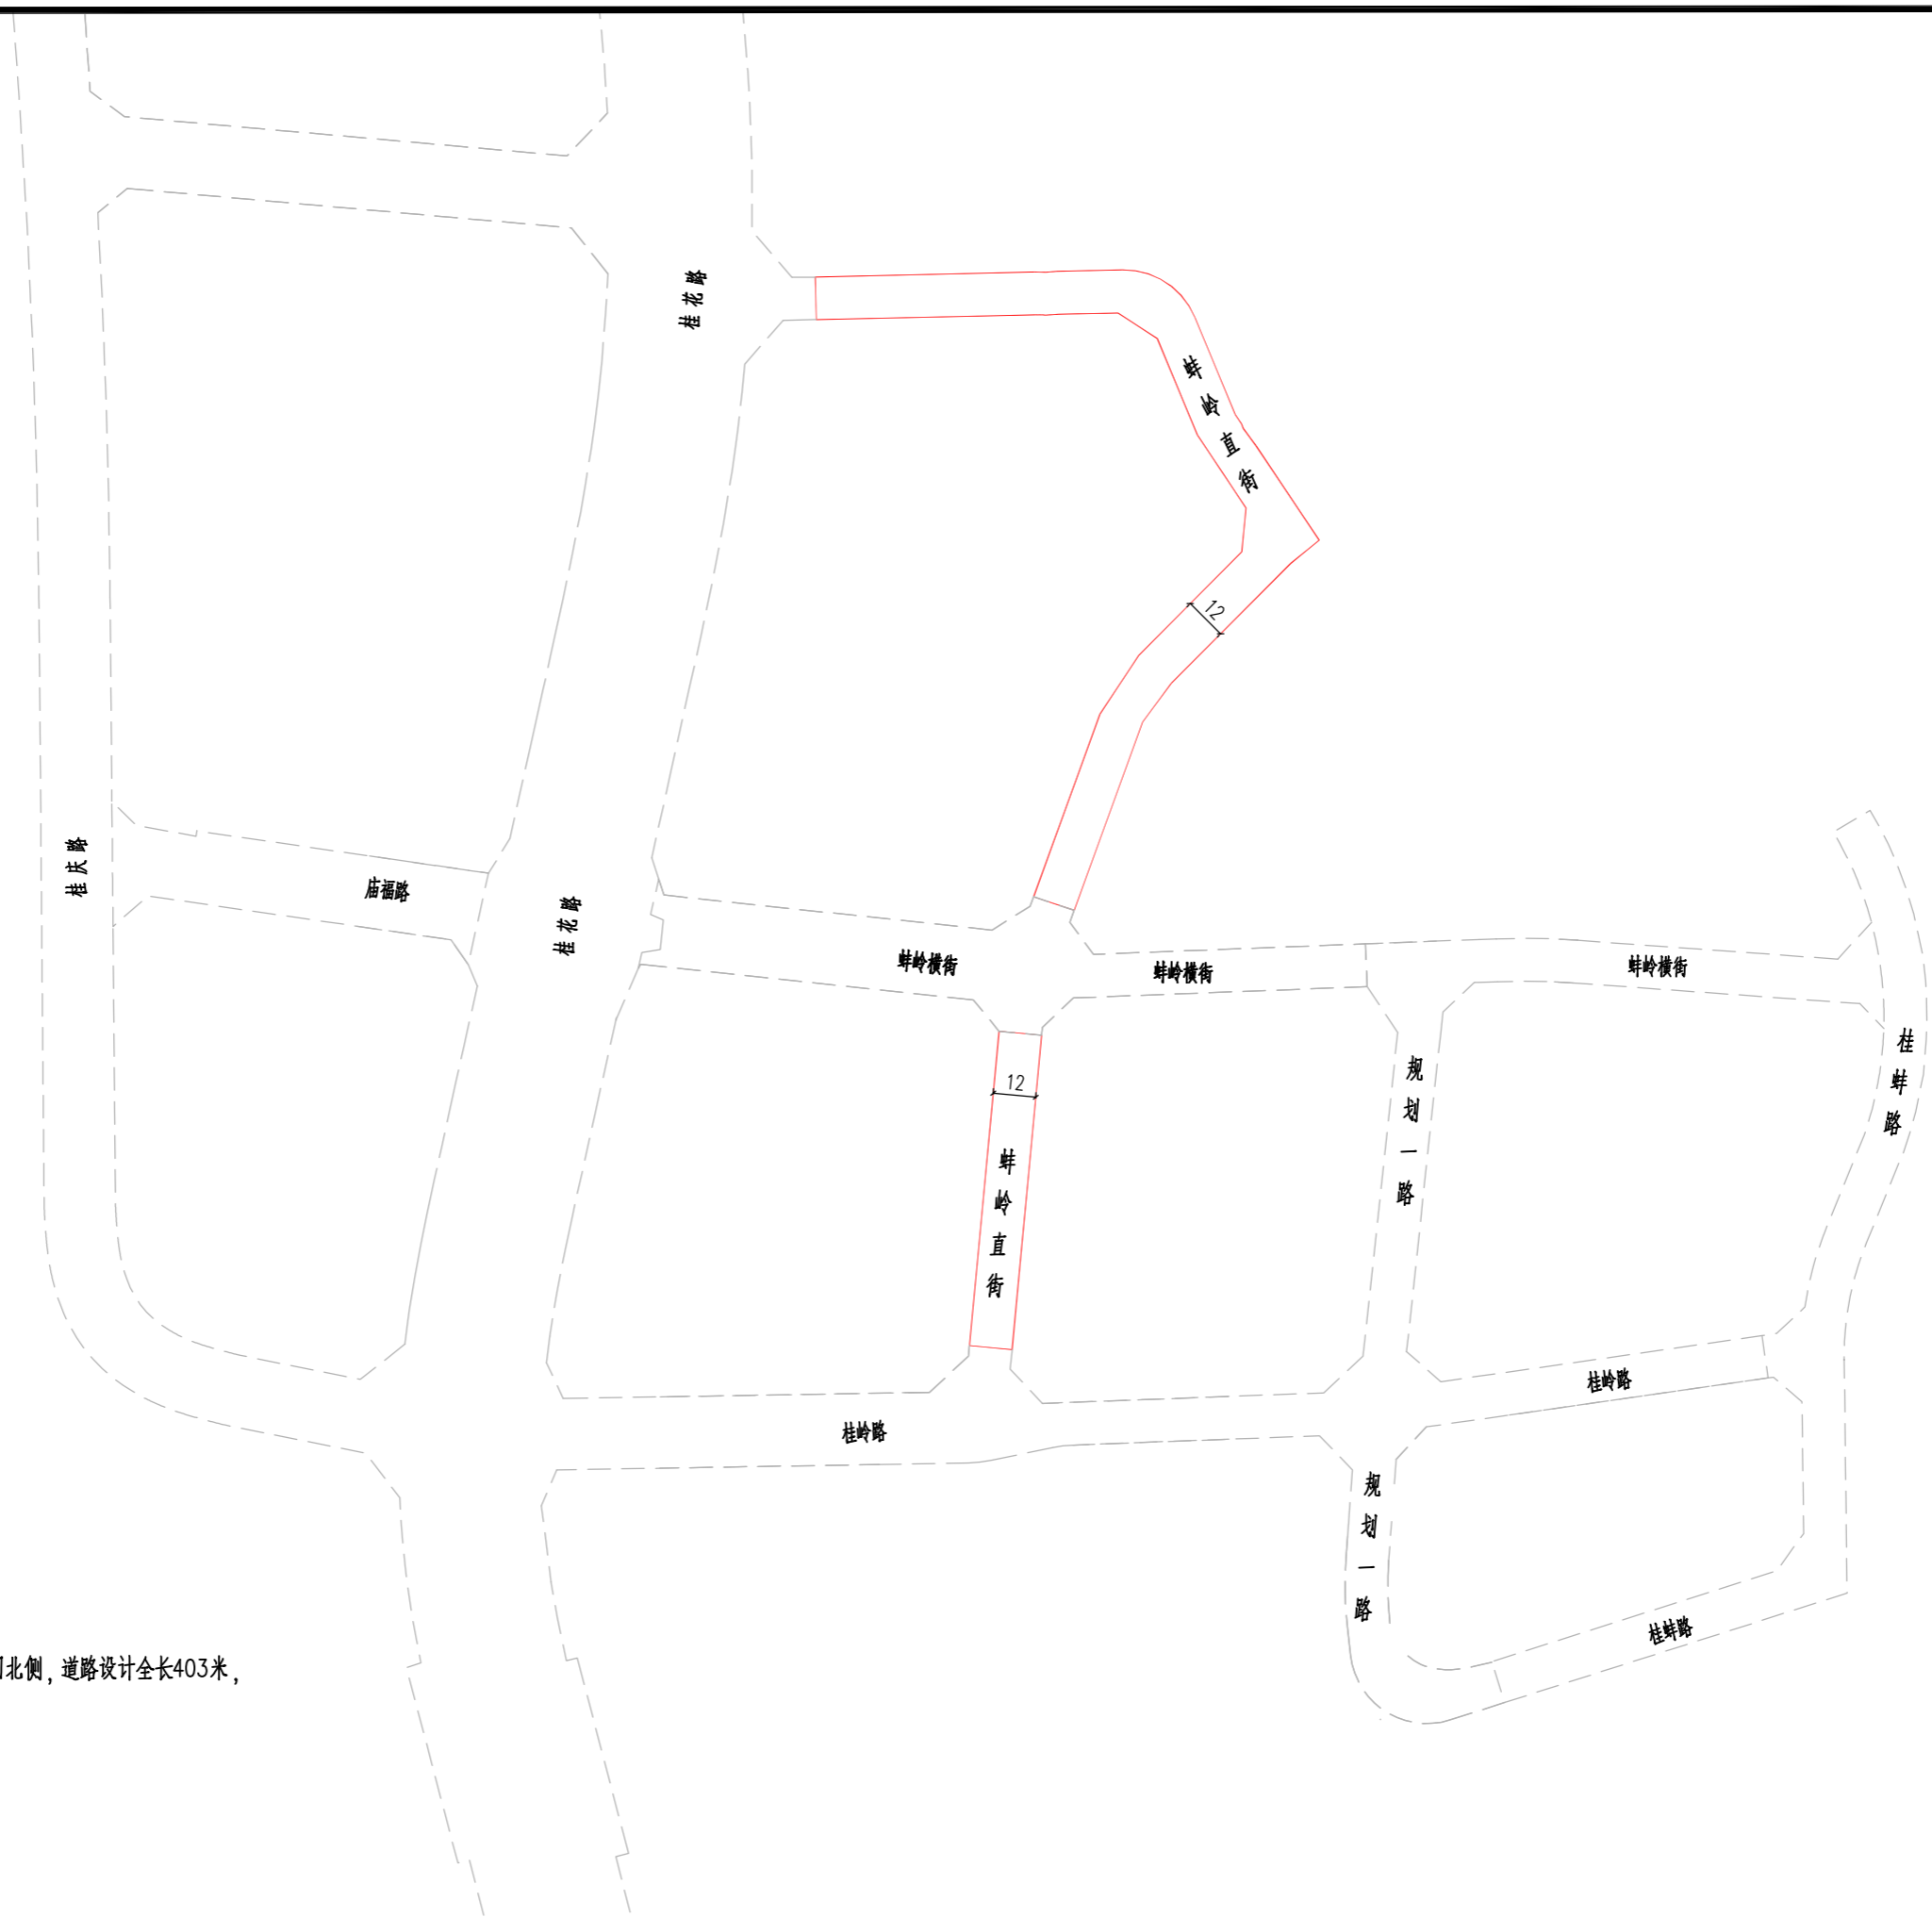 桂花路
蚌岭直街
12
桂庆路
庙福路
桂花路
蚌岭横街
蚌岭横街
蚌岭横街
桂蚌路
12
规划一路
蚌岭直街
桂岭路
桂岭路
规划一路
桂蚌路
北侧，道路设计全长403米，